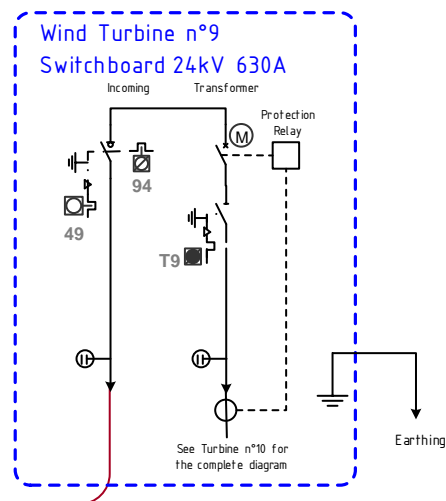 Wind Turbine n°9
Switchboard 24kV 630A
Incoming
Transformer
Protection
Relay
M
94
49
T9
See Turbine n°10 for
the complete diagram
Earthing